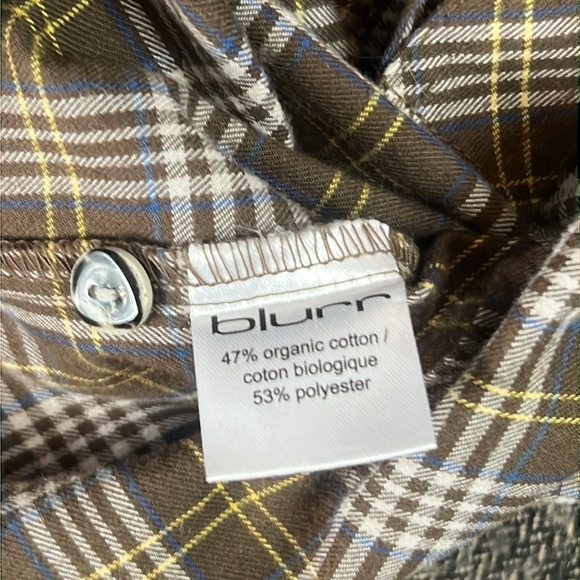 blurr
47% organic cotton /
coton biologique
53% polyester